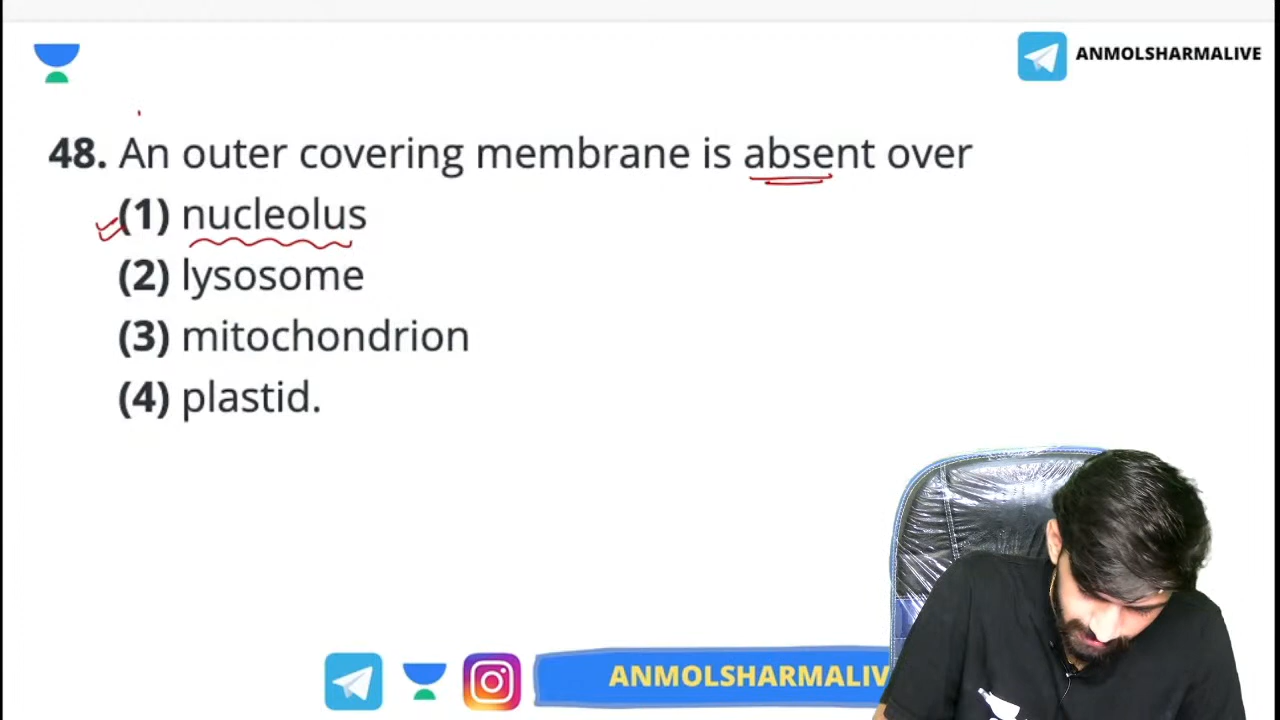 ANMOLSHARMALIVE
48. An outer covering membrane is absent over
(1) nucleolus
(2) lysosome
(3) mitochondrion
(4) plastid.
ANMOLSHARMALIV